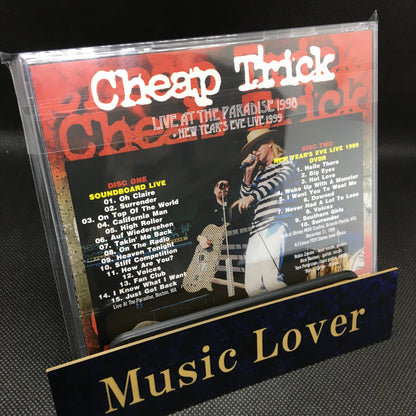 Cheap Trick
Cheap Trick
LIVE AT THE PARADISE 1998
+ NEW YEAR'S EVE LIVE 1999
DISC ONE
SOUNDBOARD LIVE
01. Oh Claire
02. Surrender
03. On Top Of The World
04. California Man
05. High Roller
06. Auf Wiedersehen
07. Takin' Me Back
08. On The Radio
09. Heaven Tonight
10. Stiff Competition
11. How Are You?
12. Voices
13. Fan Club
14. I Know What I Want
15. Just Got Back
Live At The Paradise, Boston, MA
DISC TWO
NEW YEAR'S EVE LIVE 1999
DVDR
1. Hello There
2. Big Eyes
3. Hot Love
4. Wake Up With A Monster
5. I Want You To Want Me
6. Downed
7. Never Had A Lot To Lose
8. Voices
9. Southern Girls
10. Surrender
December 31, 1999
Music Lover